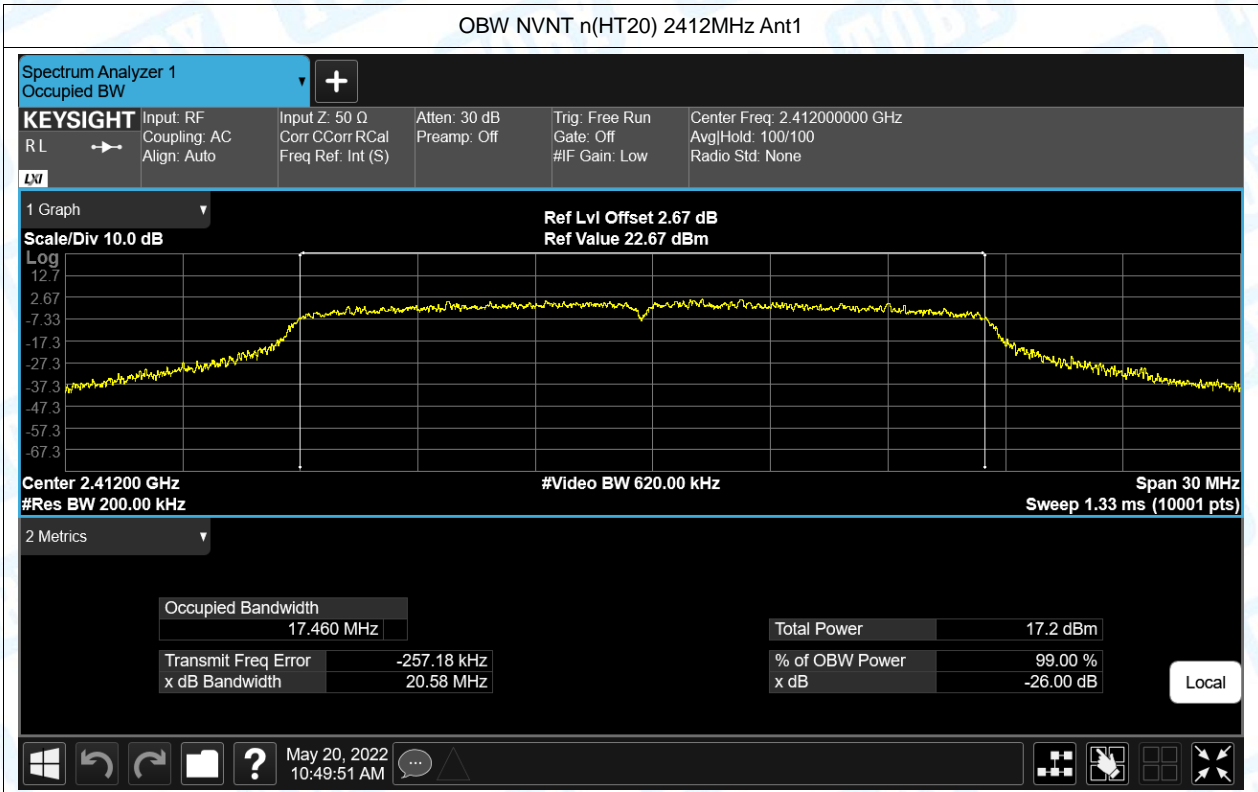 OBW NVNT n(HT20) 2412MHz Ant1
Spectrum Analyzer 1
Occupied BW
KEYSIGHT
R L
LXI
Input: RF
Coupling: AC
Align: Auto
Input Z: 50 Ω
Corr CCorr RCal
Freq Ref: Int (S)
Atten: 30 dB
Preamp: Off
Trig: Free Run
Gate: Off
#IF Gain: Low
Center Freq: 2.412000000 GHz
Avg|Hold: 100/100
Radio Std: None
1 Graph
Scale/Div 10.0 dB
Ref Lvl Offset 2.67 dB
Ref Value 22.67 dBm
Log
12.7
2.67
-7.33
-17.3
-27.3
-37.3
-47.3
-57.3
-67.3
Center 2.41200 GHz
#Video BW 620.00 kHz
Span 30 MHz
#Res BW 200.00 kHz
Sweep 1.33 ms (10001 pts)
2 Metrics
Occupied Bandwidth
17.460 MHz
Total Power 17.2 dBm
Transmit Freq Error -257.18 kHz
% of OBW Power 99.00 %
x dB Bandwidth 20.58 MHz
x dB -26.00 dB
Local
?
May 20, 2022
10:49:51 AM